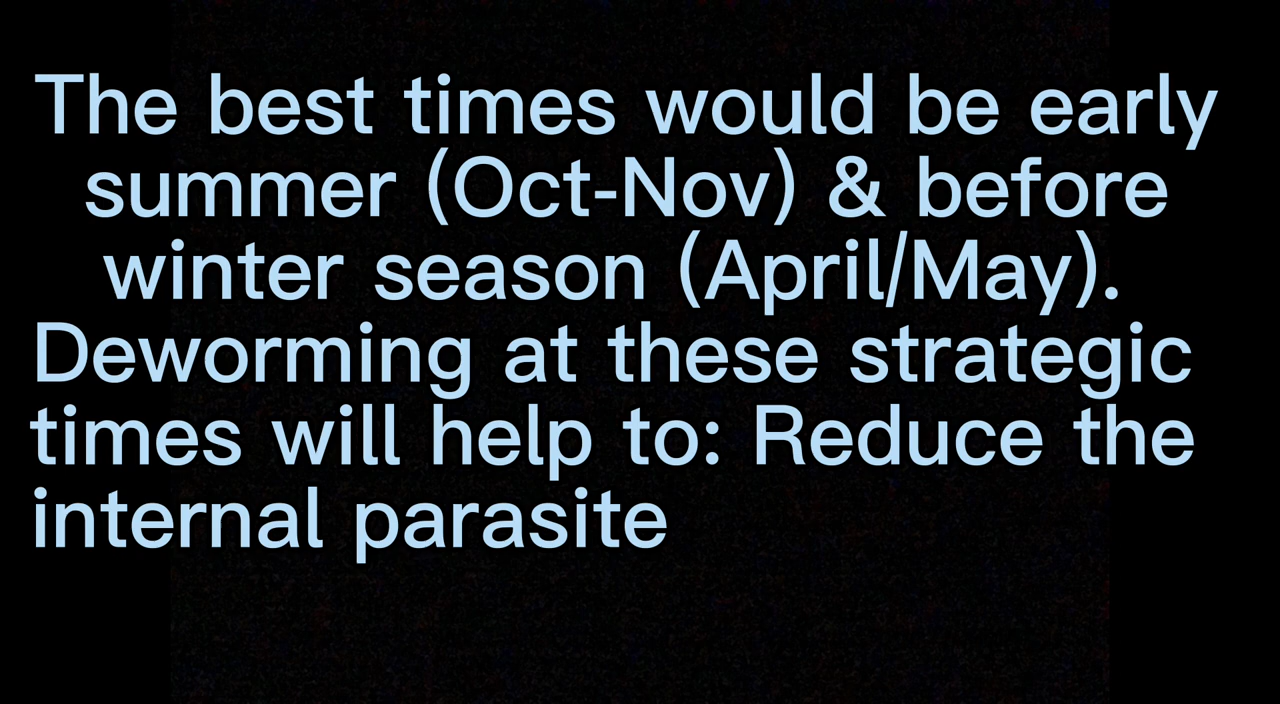 The best times would be early
summer (Oct-Nov) & before
winter season (April/May).
Deworming at these strategic
times will help to: Reduce the
internal parasite